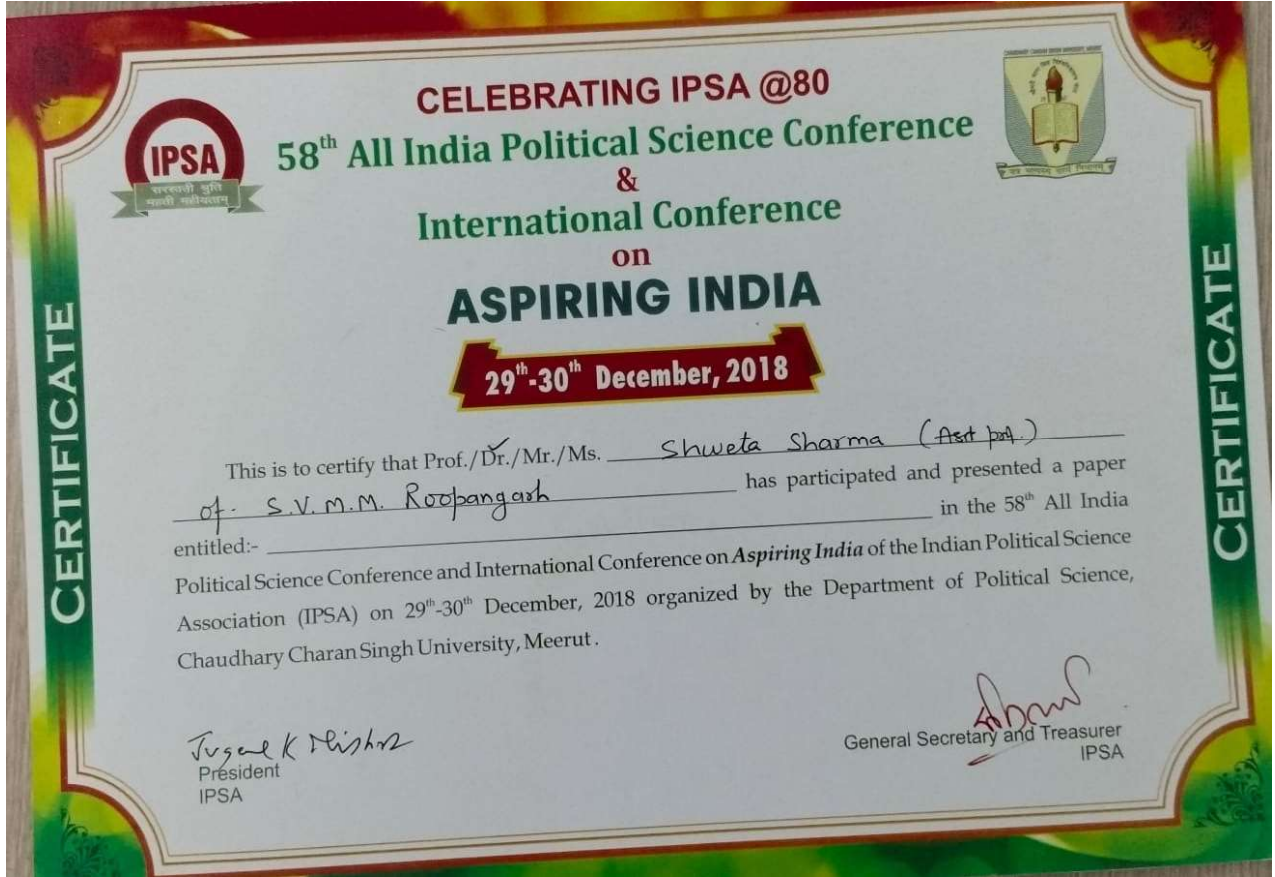 CELEBRATING IPSA @80
58th All India Political Science Conference
&
International Conference
on
ASPIRING INDIA
29th-30th December, 2018
IPSA
CERTIFICATE
CERTIFICATE
This is to certify that Prof./Dr./Mr./Ms. Shweta Sharma (Asst prof.)
of. S.V.M.M. Roopangarh has participated and presented a paper
entitled:- in the 58th All India
Political Science Conference and International Conference on Aspiring India of the Indian Political Science
Association (IPSA) on 29th-30th December, 2018 organized by the Department of Political Science,
Chaudhary Charan Singh University, Meerut.
Jugal K Mishra
President
IPSA
General Secretary and Treasurer
IPSA